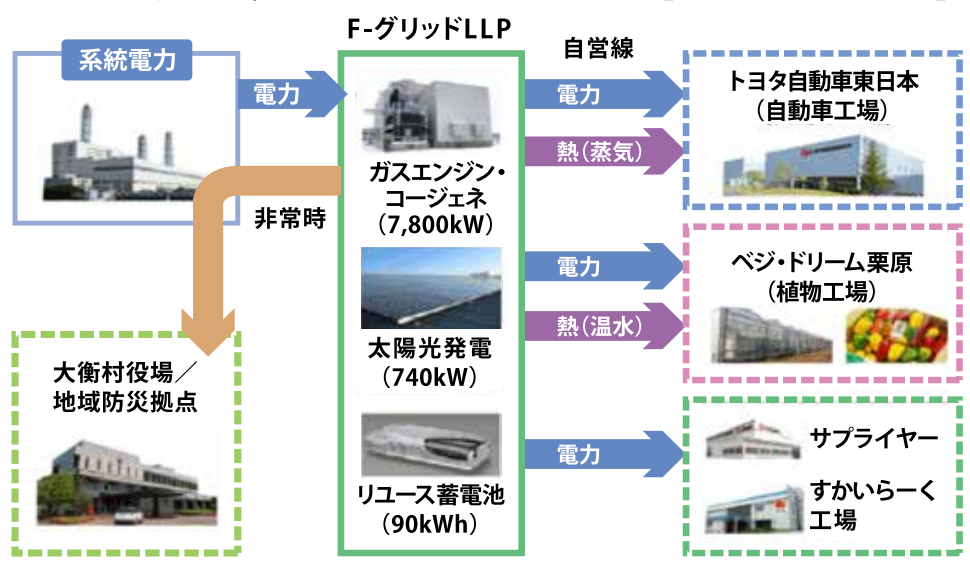 F-グリッドLLP
系統電力
電力
非常時
大衡村役場／
地域防災拠点
ガスエンジン・
コージェネ
(7,800kW)
太陽光発電
(740kW)
リユース蓄電池
(90kWh)
自営線
電力
熱(蒸気)
トヨタ自動車東日本
(自動車工場)
電力
熱(温水)
ベジ・ドリーム栗原
(植物工場)
電力
サプライヤー
すかいらーく
工場